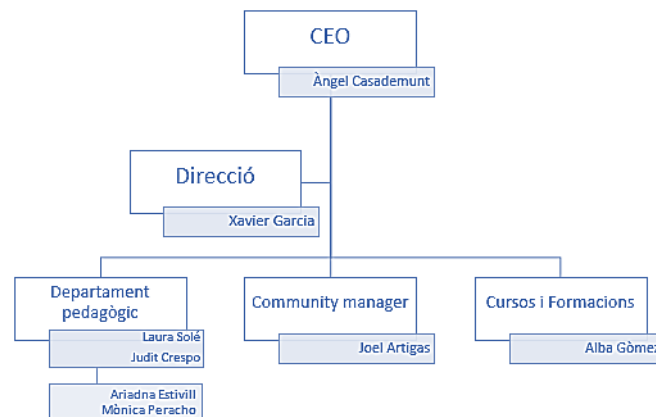 CEO
Àngel Casademunt
Direcció
Xavier Garcia
Departament
pedagògic
Laura Solé
Judit Crespo
Ariadna Estivill
Mònica Peracho
Community manager
Joel Artigas
Cursos i Formacions
Alba Gòmez